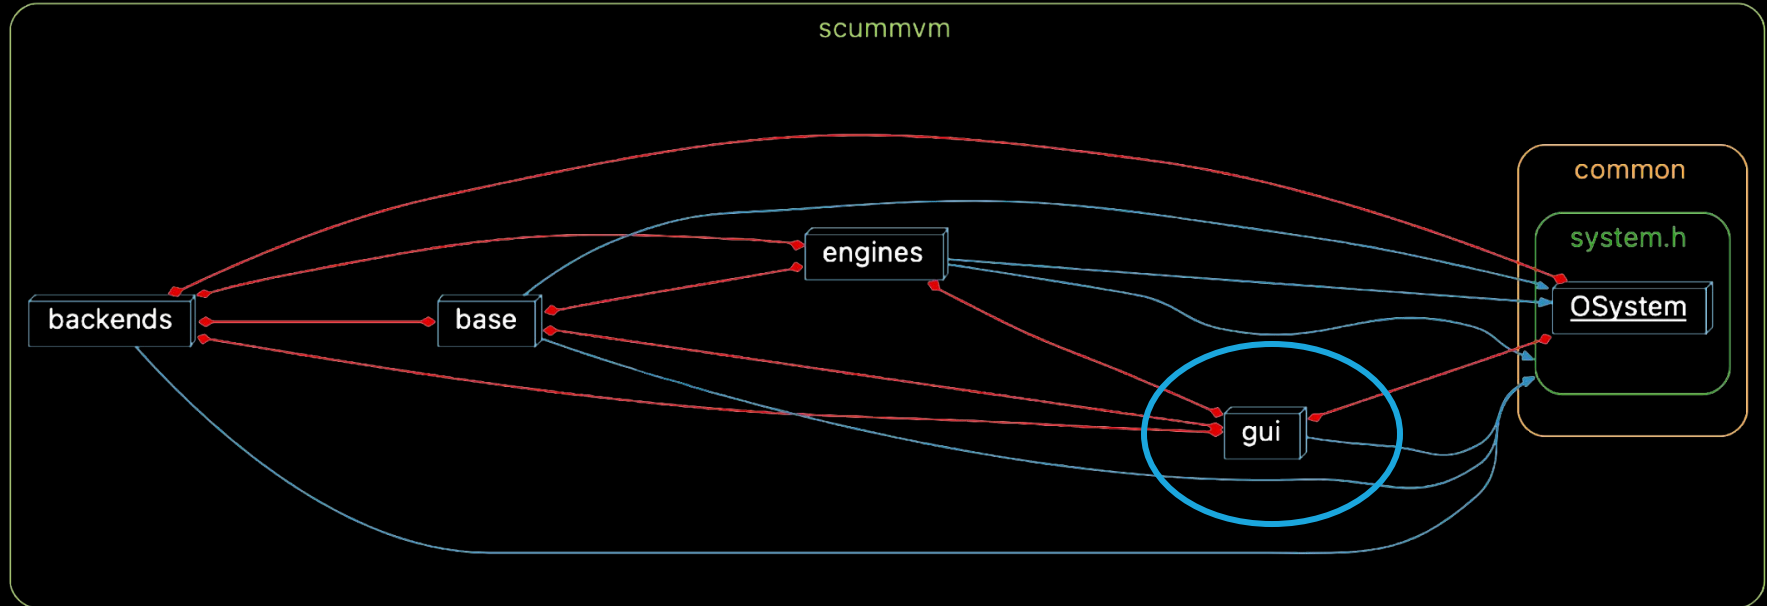 scummvm
common
system.h
engines
OSystem
backends
base
gui